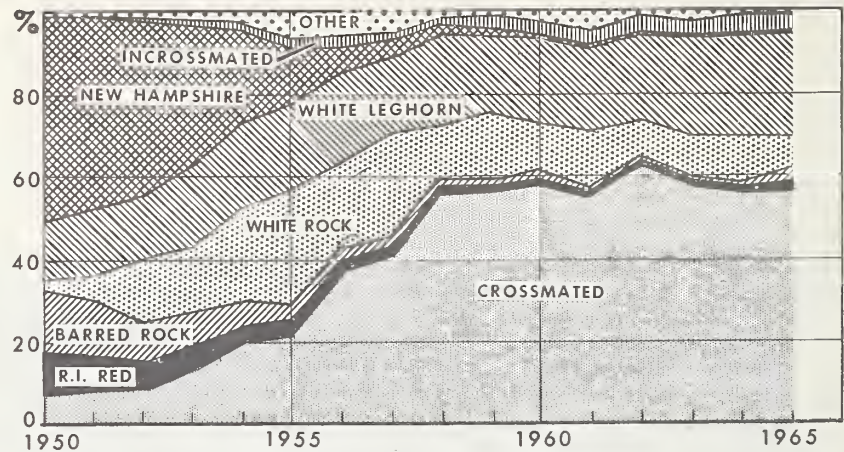 %
OTHER
INCROSSMATED
NEW HAMPSHIRE
80
WHITE LEGHORN
60
WHITE ROCK
40
CROSSMATED
BARRED ROCK
20
R.I. RED
0
1950 1955 1960 1965